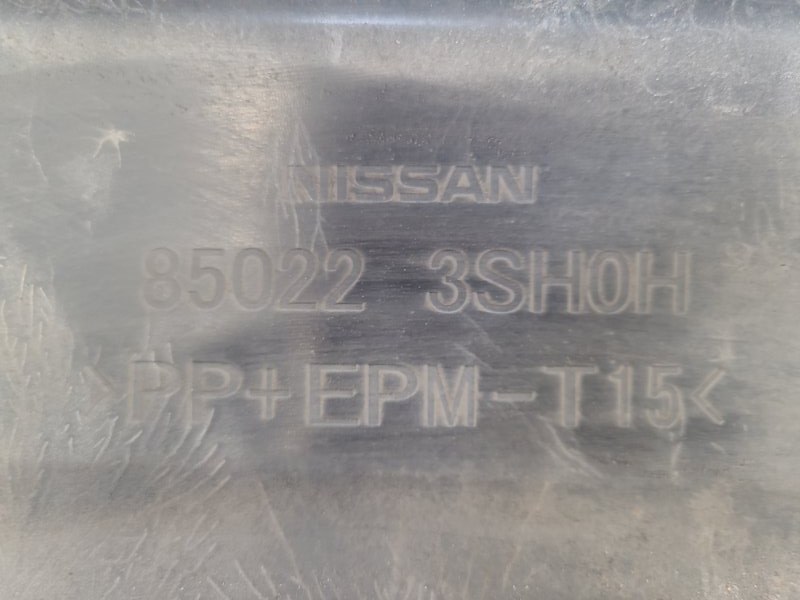 NISSAN
85022 3SH0H
>PP+EPM-T15<